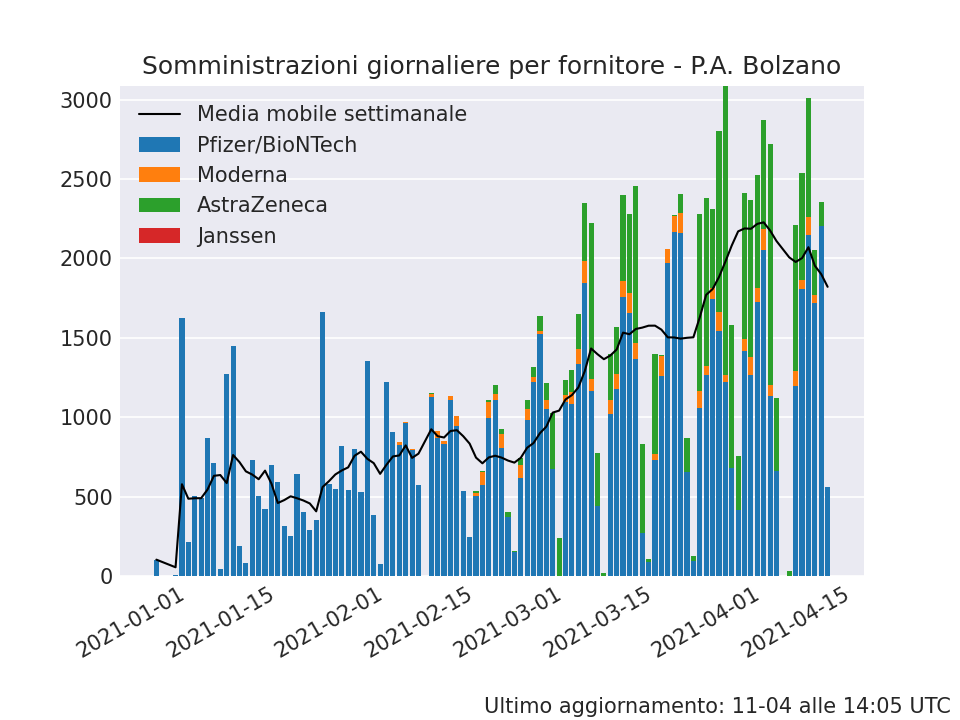 Somministrazioni giornaliere per fornitore - P.A. Bolzano
3000
2500
2000
1500
1000
500
0
Media mobile settimanale
Pfizer/BioNTech
Moderna
AstraZeneca
Janssen
2021-01-01
2021-01-15
2021-02-01
2021-02-15
2021-03-01
2021-03-15
2021-04-01
2021-04-15
Ultimo aggiornamento: 11-04 alle 14:05 UTC